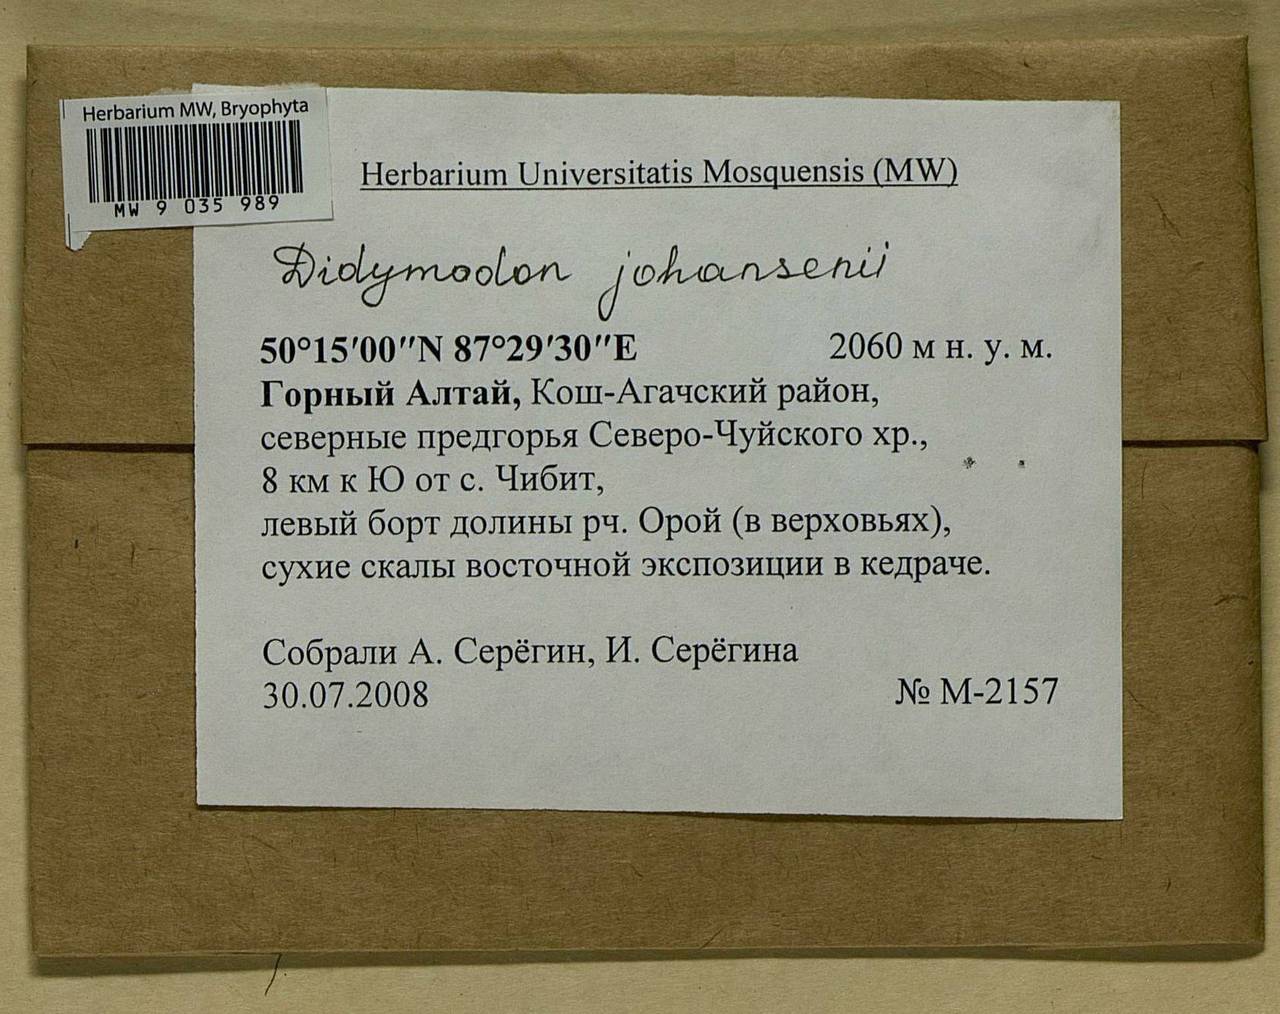 Herbarium MW, Bryophyta
MW 9 035 989
Herbarium Universitatis Mosquensis (MW)
Didymodon johansenii
50°15′00″N 87°29′30″E 2060 м н. у. м.
Горный Алтай, Кош-Агачский район,
северные предгорья Северо-Чуйского хр.,
8 км к Ю от с. Чибит,
левый борт долины рч. Орой (в верховьях),
сухие скалы восточной экспозиции в кедраче.
Собрали А. Серёгин, И. Серёгина
30.07.2008 № М-2157